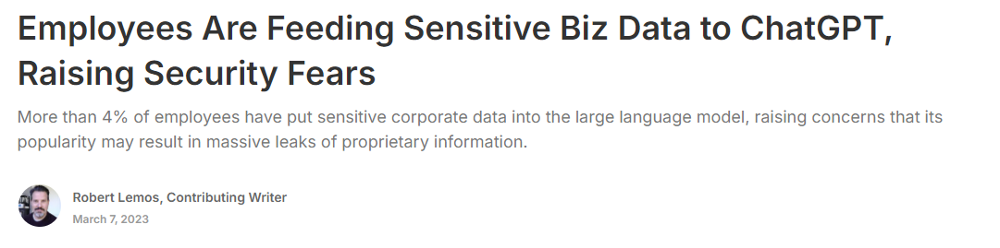 Employees Are Feeding Sensitive Biz Data to ChatGPT,
Raising Security Fears
More than 4% of employees have put sensitive corporate data into the large language model, raising concerns that its
popularity may result in massive leaks of proprietary information.
Robert Lemos, Contributing Writer
March 7, 2023